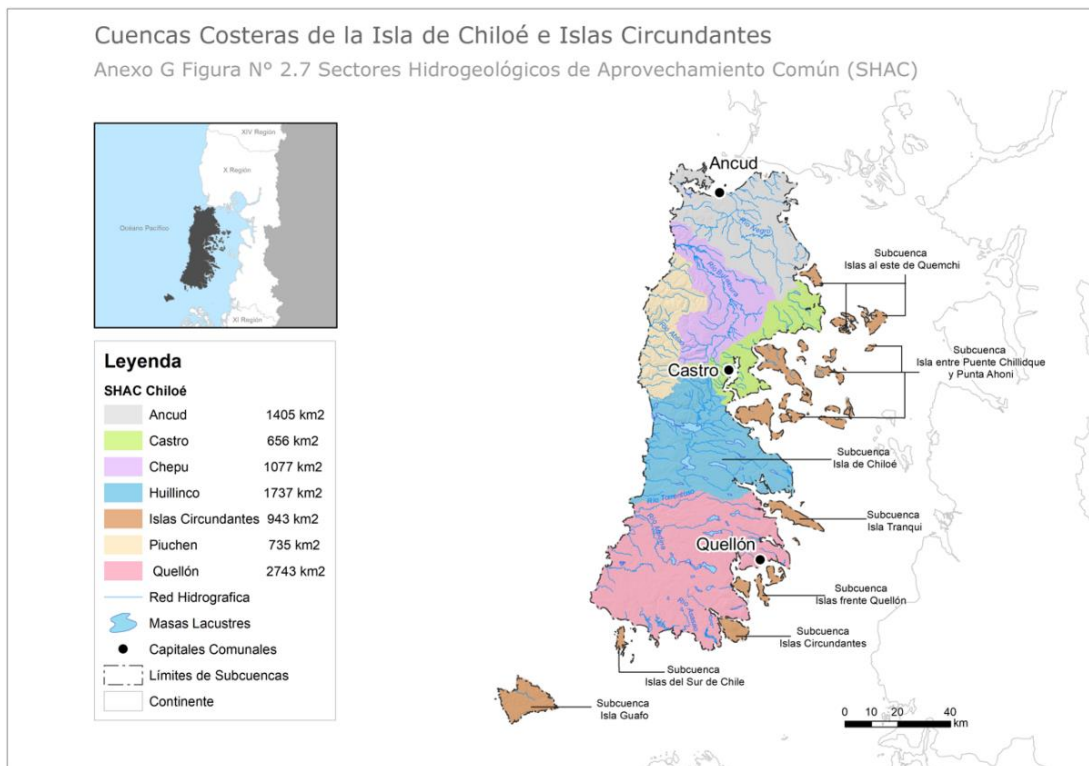 Cuencas Costeras de la Isla de Chiloé e Islas Circundantes
Anexo G Figura N° 2.7 Sectores Hidrogeológicos de Aprovechamiento Común (SHAC)
XIV Región
X Región
Océano Pacífico
XI Región
Leyenda
SHAC Chiloé
Ancud 1405 km2
Castro 656 km2
Chepu 1077 km2
Huillinco 1737 km2
Islas Circundantes 943 km2
Piuchen 735 km2
Quellón 2743 km2
Red Hidrografica
Masas Lacustres
Capitales Comunales
Límites de Subcuencas
Continente
Ancud
Río Negro
Subcuenca
Islas al este de Quemchi
Subcuenca
Isla entre Puente Chillidque
y Punta Ahoni
Castro
Subcuenca
Isla de Chiloé
Subcuenca
Isla Tranqui
Quellón
Subcuenca
Islas frente Quellón
Subcuenca
Islas Circundantes
Subcuenca
Islas del Sur de Chile
Subcuenca
Isla Guafo
0 10 20 40
km